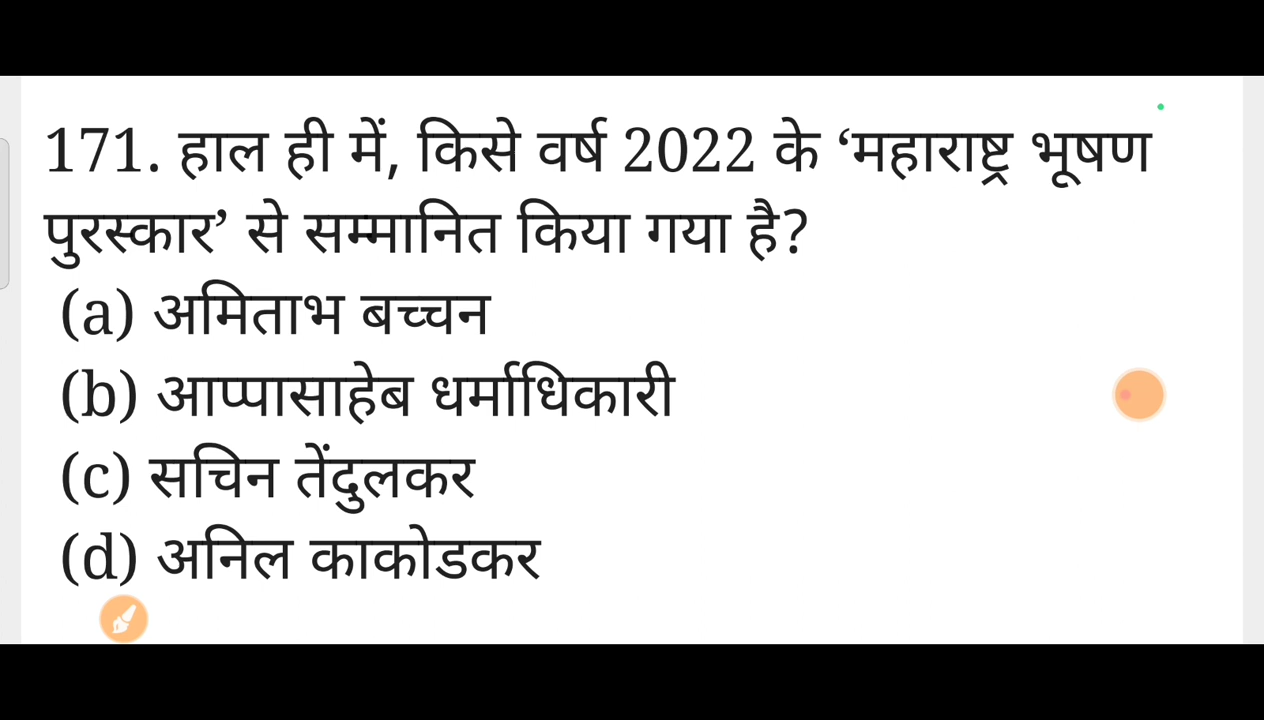 171. हाल ही में, किसे वर्ष 2022 के ‘महाराष्ट्र भूषण
पुरस्कार’ से सम्मानित किया गया है?
(a) अमिताभ बच्चन
(b) आप्पासाहेब धर्माधिकारी
(c) सचिन तेंदुलकर
(d) अनिल काकोडकर